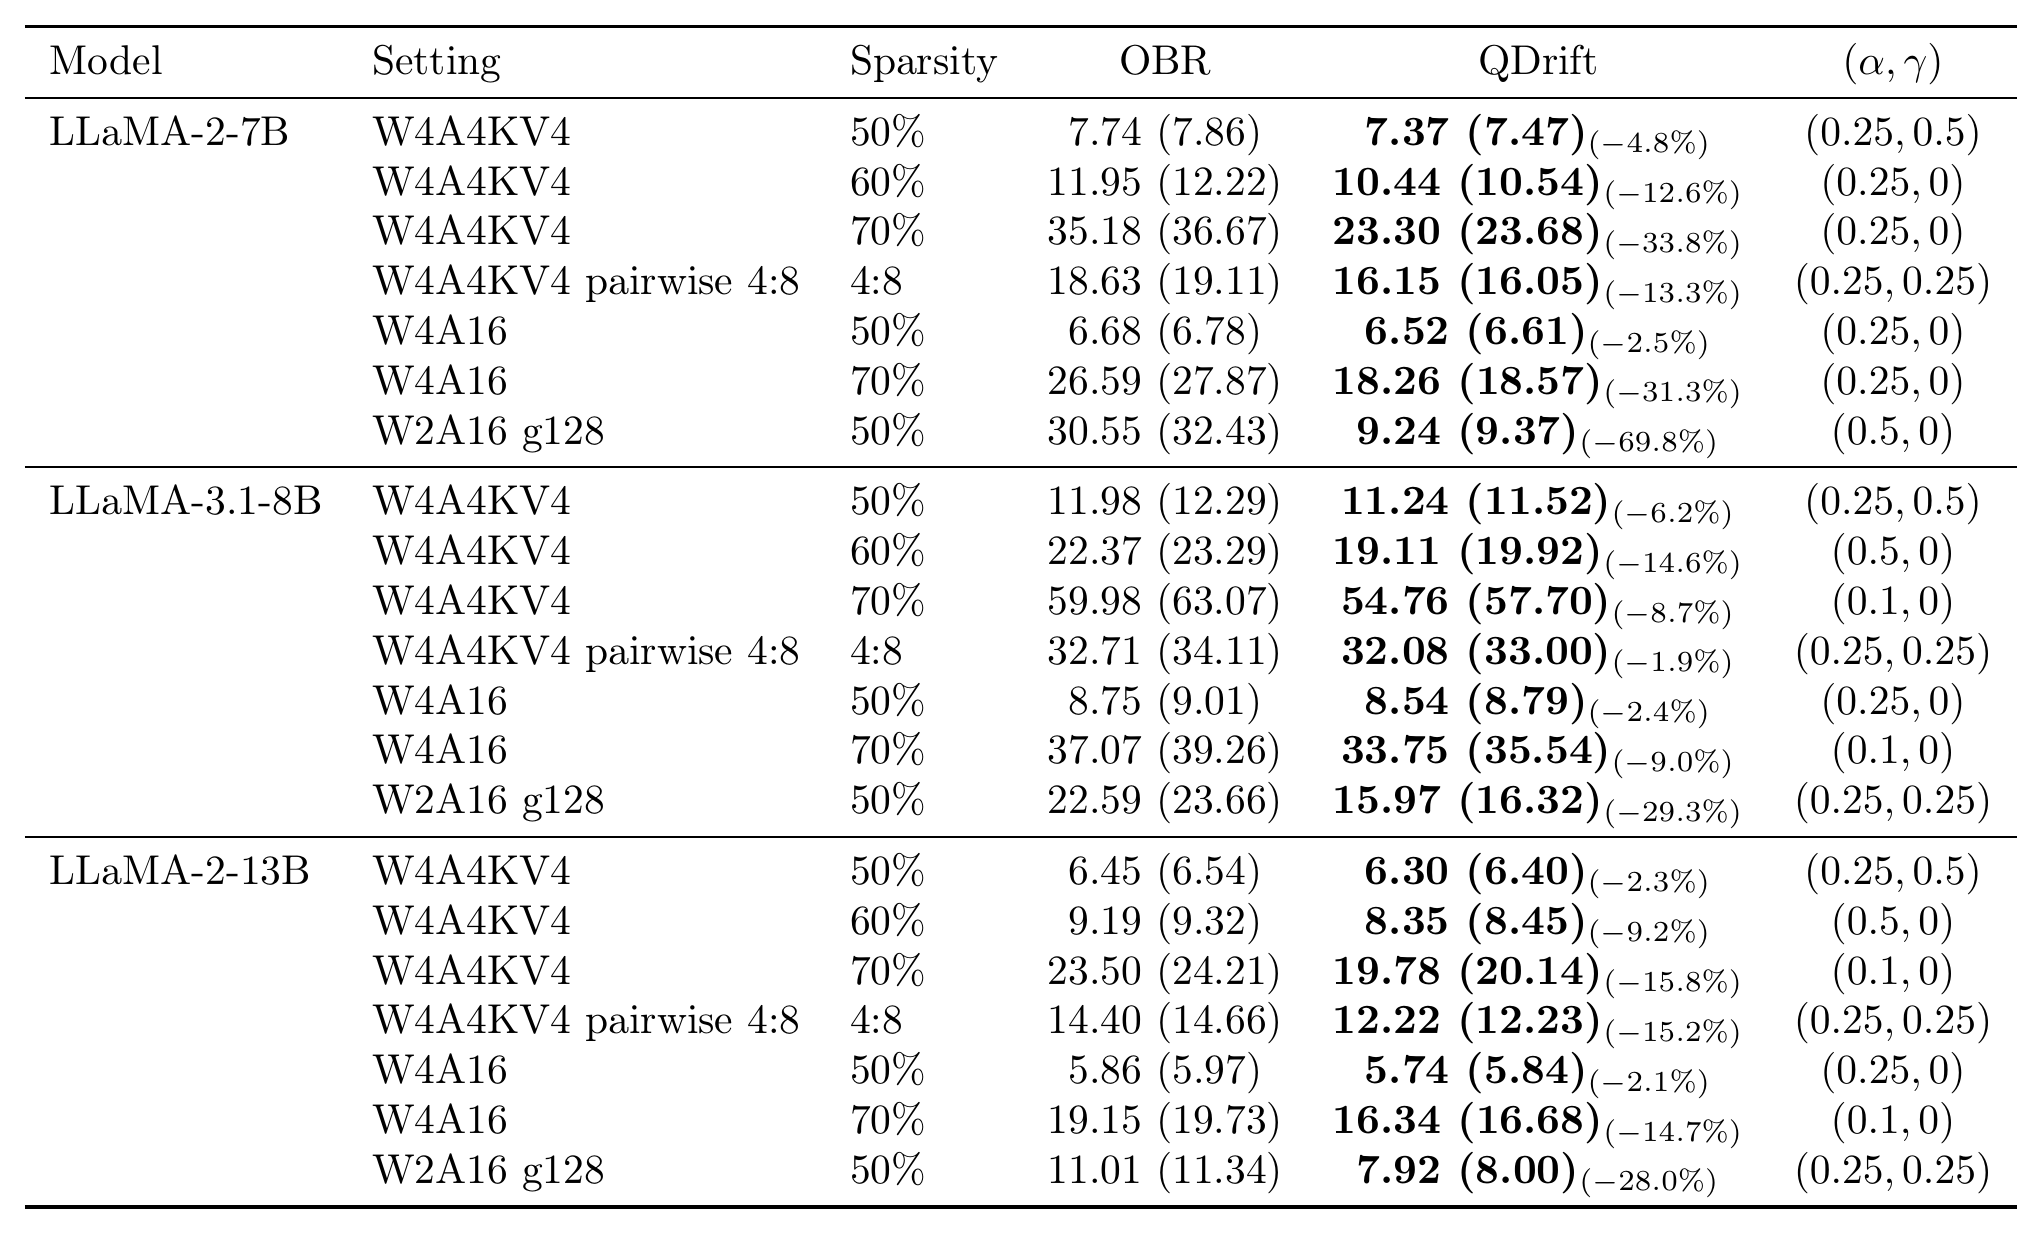 Model Setting Sparsity OBR QDrift (α, γ)
LLaMA-2-7B W4A4KV4 50% 7.74 (7.86) 7.37 (7.47)(−4.8%) (0.25, 0.5)
W4A4KV4 60% 11.95 (12.22) 10.44 (10.54)(−12.6%) (0.25, 0)
W4A4KV4 70% 35.18 (36.67) 23.30 (23.68)(−33.8%) (0.25, 0)
W4A4KV4 pairwise 4:8 4:8 18.63 (19.11) 16.15 (16.05)(−13.3%) (0.25, 0.25)
W4A16 50% 6.68 (6.78) 6.52 (6.61)(−2.5%) (0.25, 0)
W4A16 70% 26.59 (27.87) 18.26 (18.57)(−31.3%) (0.25, 0)
W2A16 g128 50% 30.55 (32.43) 9.24 (9.37)(−69.8%) (0.5, 0)
LLaMA-3.1-8B W4A4KV4 50% 11.98 (12.29) 11.24 (11.52)(−6.2%) (0.25, 0.5)
W4A4KV4 60% 22.37 (23.29) 19.11 (19.92)(−14.6%) (0.5, 0)
W4A4KV4 70% 59.98 (63.07) 54.76 (57.70)(−8.7%) (0.1, 0)
W4A4KV4 pairwise 4:8 4:8 32.71 (34.11) 32.08 (33.00)(−1.9%) (0.25, 0.25)
W4A16 50% 8.75 (9.01) 8.54 (8.79)(−2.4%) (0.25, 0)
W4A16 70% 37.07 (39.26) 33.75 (35.54)(−9.0%) (0.1, 0)
W2A16 g128 50% 22.59 (23.66) 15.97 (16.32)(−29.3%) (0.25, 0.25)
LLaMA-2-13B W4A4KV4 50% 6.45 (6.54) 6.30 (6.40)(−2.3%) (0.25, 0.5)
W4A4KV4 60% 9.19 (9.32) 8.35 (8.45)(−9.2%) (0.5, 0)
W4A4KV4 70% 23.50 (24.21) 19.78 (20.14)(−15.8%) (0.1, 0)
W4A4KV4 pairwise 4:8 4:8 14.40 (14.66) 12.22 (12.23)(−15.2%) (0.25, 0.25)
W4A16 50% 5.86 (5.97) 5.74 (5.84)(−2.1%) (0.25, 0)
W4A16 70% 19.15 (19.73) 16.34 (16.68)(−14.7%) (0.1, 0)
W2A16 g128 50% 11.01 (11.34) 7.92 (8.00)(−28.0%) (0.25, 0.25)